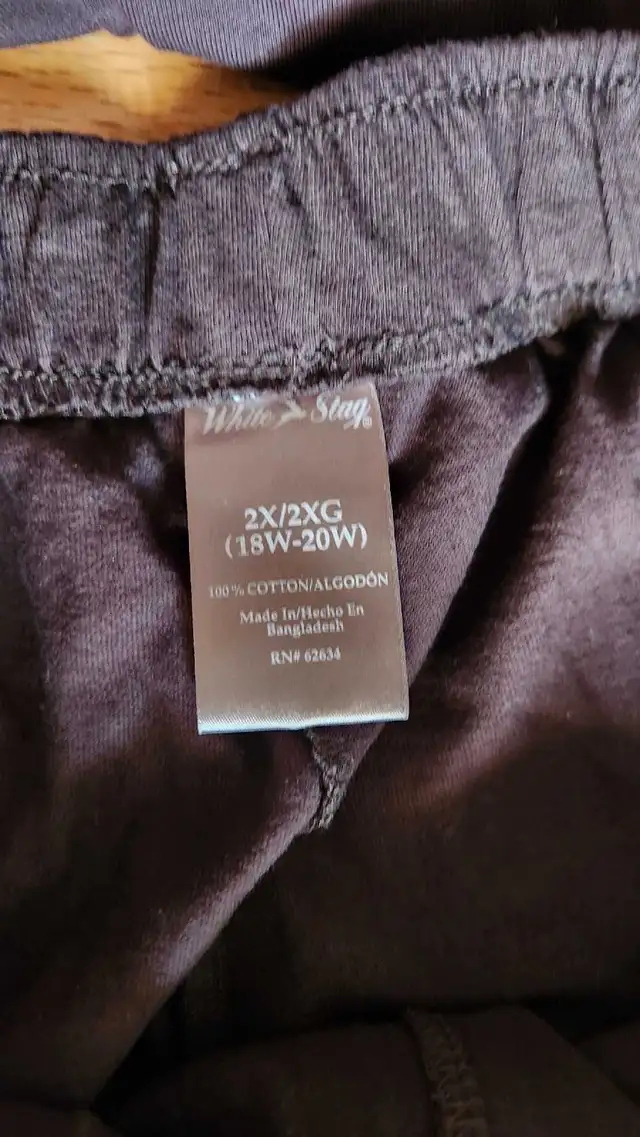 White Stag®
2X/2XG
(18W-20W)
100% COTTON/ALGODÓN
Made In/Hecho En
Bangladesh
RN# 62634